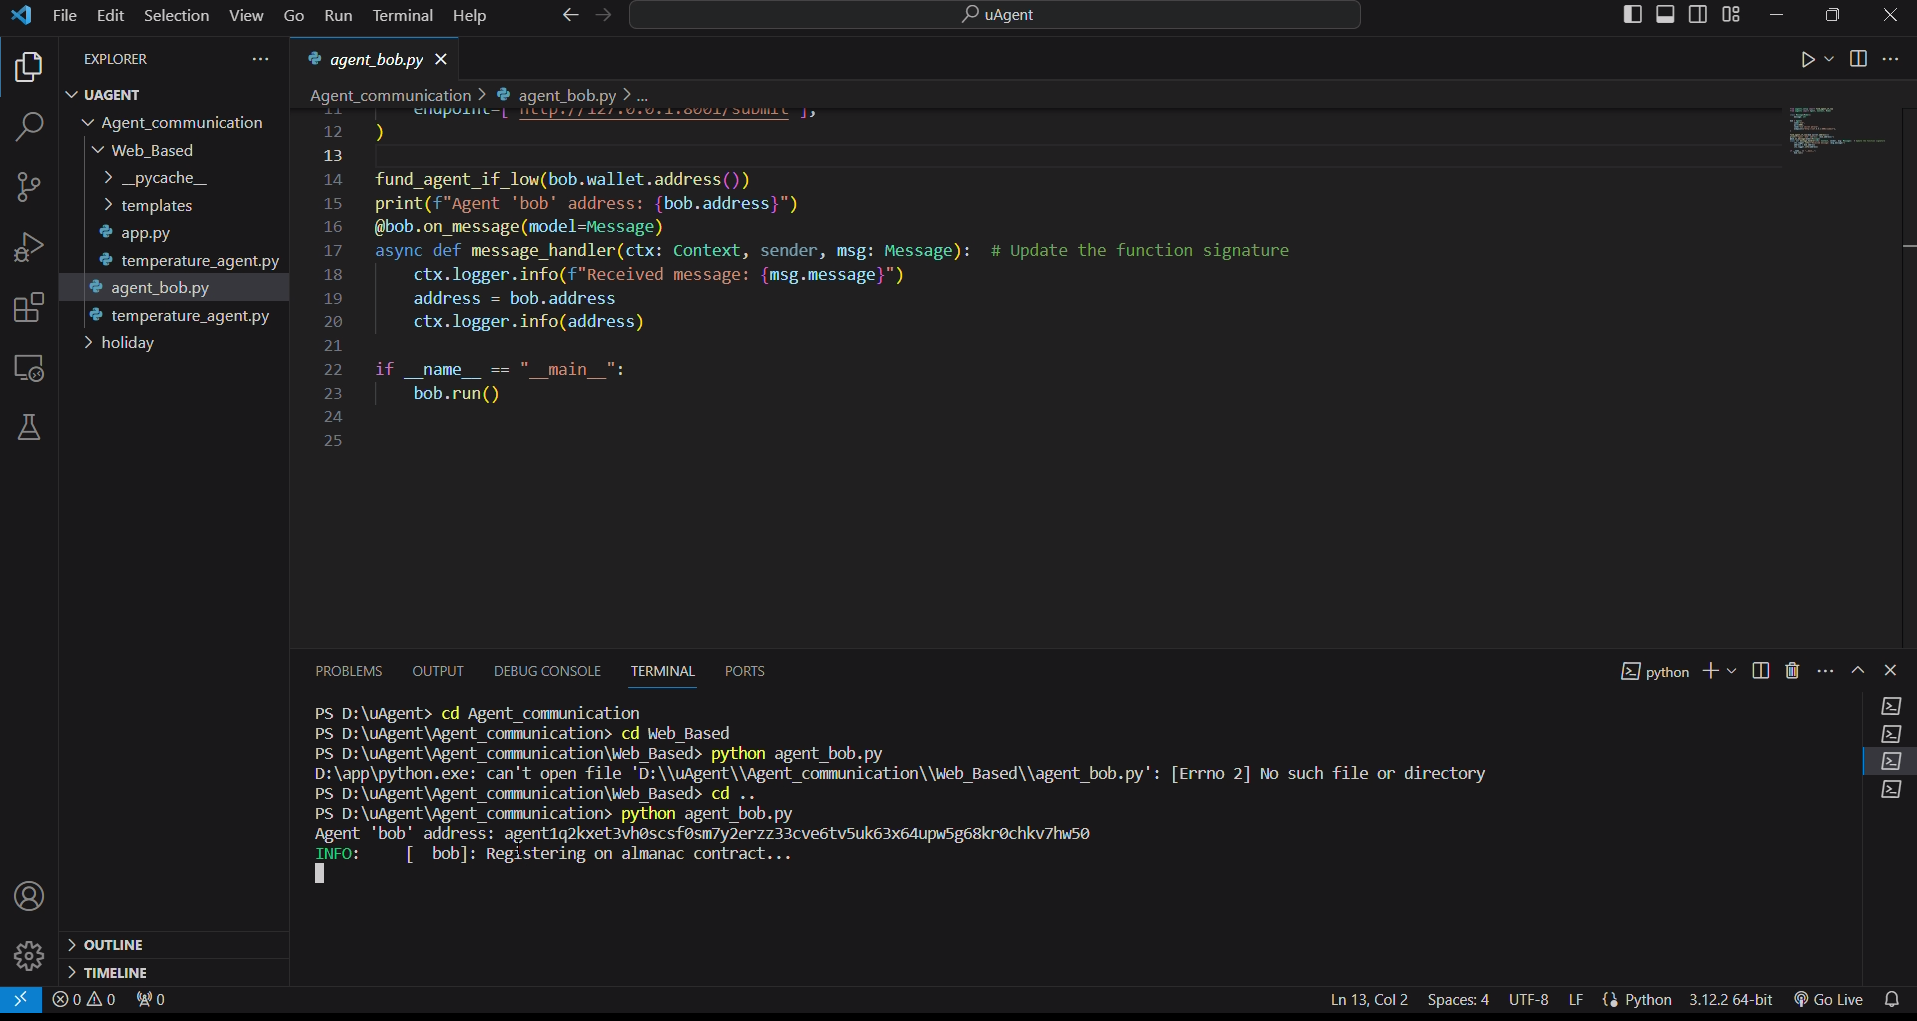 File Edit Selection View Go Run Terminal Help
uAgent
EXPLORER
agent_bob.py
UAGENT
Agent_communication
Web_Based
__pycache__
templates
app.py
temperature_agent.py
agent_bob.py
temperature_agent.py
holiday
OUTLINE
TIMELINE
Agent_communication > agent_bob.py > ...
11 endpoint=["http://127.0.0.1:8001/submit"],
12 )
13
14 fund_agent_if_low(bob.wallet.address())
15 print(f"Agent 'bob' address: {bob.address}")
16 @bob.on_message(model=Message)
17 async def message_handler(ctx: Context, sender, msg: Message):  # Update the function signature
18 ctx.logger.info(f"Received message: {msg.message}")
19 address = bob.address
20 ctx.logger.info(address)
21
22 if __name__ == "__main__":
23 bob.run()
24
25
PROBLEMS OUTPUT DEBUG CONSOLE TERMINAL PORTS
python
PS D:\uAgent> cd Agent_communication
PS D:\uAgent\Agent_communication> cd Web_Based
PS D:\uAgent\Agent_communication\Web_Based> python agent_bob.py
D:\app\python.exe: can't open file 'D:\\uAgent\\Agent_communication\\Web_Based\\agent_bob.py': [Errno 2] No such file or directory
PS D:\uAgent\Agent_communication\Web_Based> cd ..
PS D:\uAgent\Agent_communication> python agent_bob.py
Agent 'bob' address: agent1q2kxet3vh0scsf0sm7y2erzz33cve6tv5uk63x64upw5g68kr0chkv7hw50
INFO: [ bob]: Registering on almanac contract...
0 0 0
Ln 13, Col 2 Spaces: 4 UTF-8 LF Python 3.12.2 64-bit Go Live